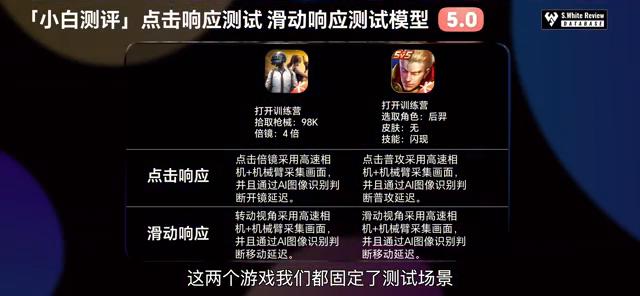 「小白测评」点击响应测试 滑动响应测试模型 5.0
S.White Review
DATABASE
5v5
打开训练营
拾取枪械：98K
倍镜：4倍
打开训练营
选取角色：后羿
皮肤：无
技能：闪现
点击响应
点击倍镜采用高速相
机+机械臂采集画面，
并且通过AI图像识别判
断开镜延迟。
点击普攻采用高速相
机+机械臂采集画面，
并且通过AI图像识别判
断普攻延迟。
滑动响应
转动视角采用高速相
机+机械臂采集画面，
并且通过AI图像识别判
断移动延迟。
滑动视角采用高速相
机+机械臂采集画面，
并且通过AI图像识别判
断移动延迟。
这两个游戏我们都固定了测试场景